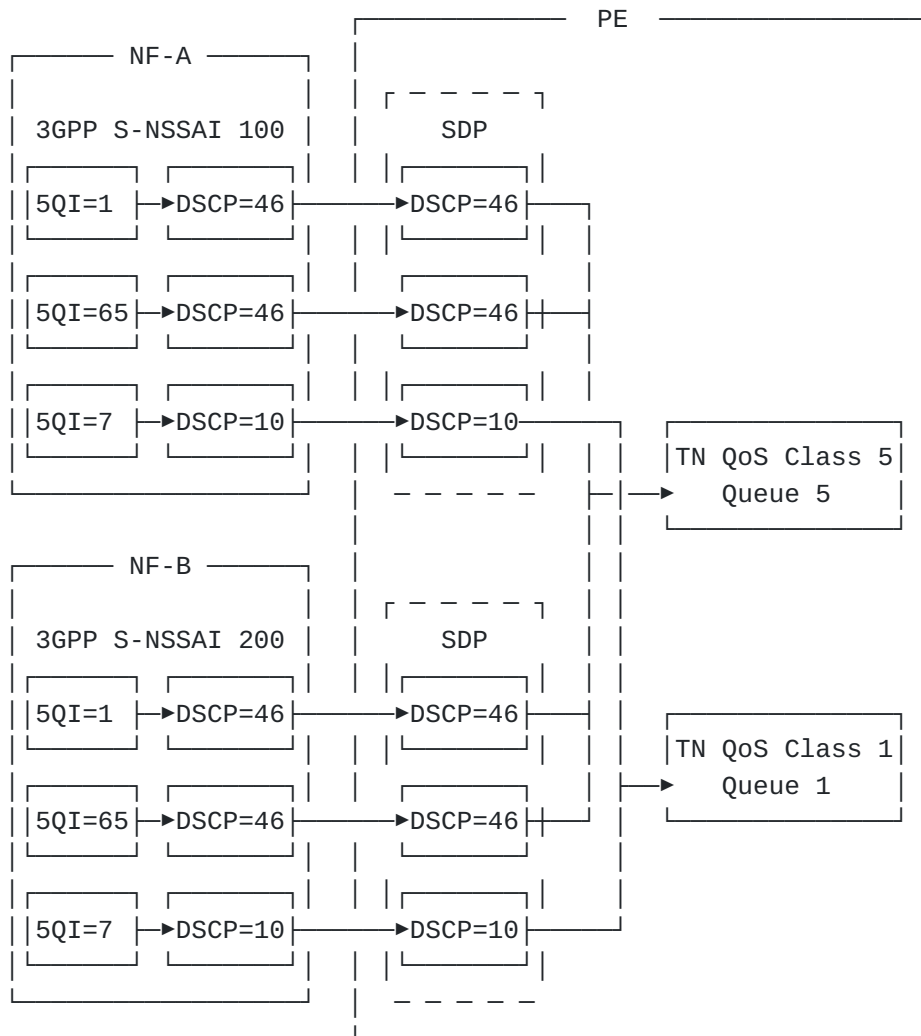 PE
NF-A
3GPP S-NSSAI 100
SDP
5QI=1 DSCP=46 DSCP=46
5QI=65 DSCP=46 DSCP=46
5QI=7 DSCP=10 DSCP=10
TN QoS Class 5
Queue 5
NF-B
3GPP S-NSSAI 200
SDP
5QI=1 DSCP=46 DSCP=46
TN QoS Class 1
Queue 1
5QI=65 DSCP=46 DSCP=46
5QI=7 DSCP=10 DSCP=10